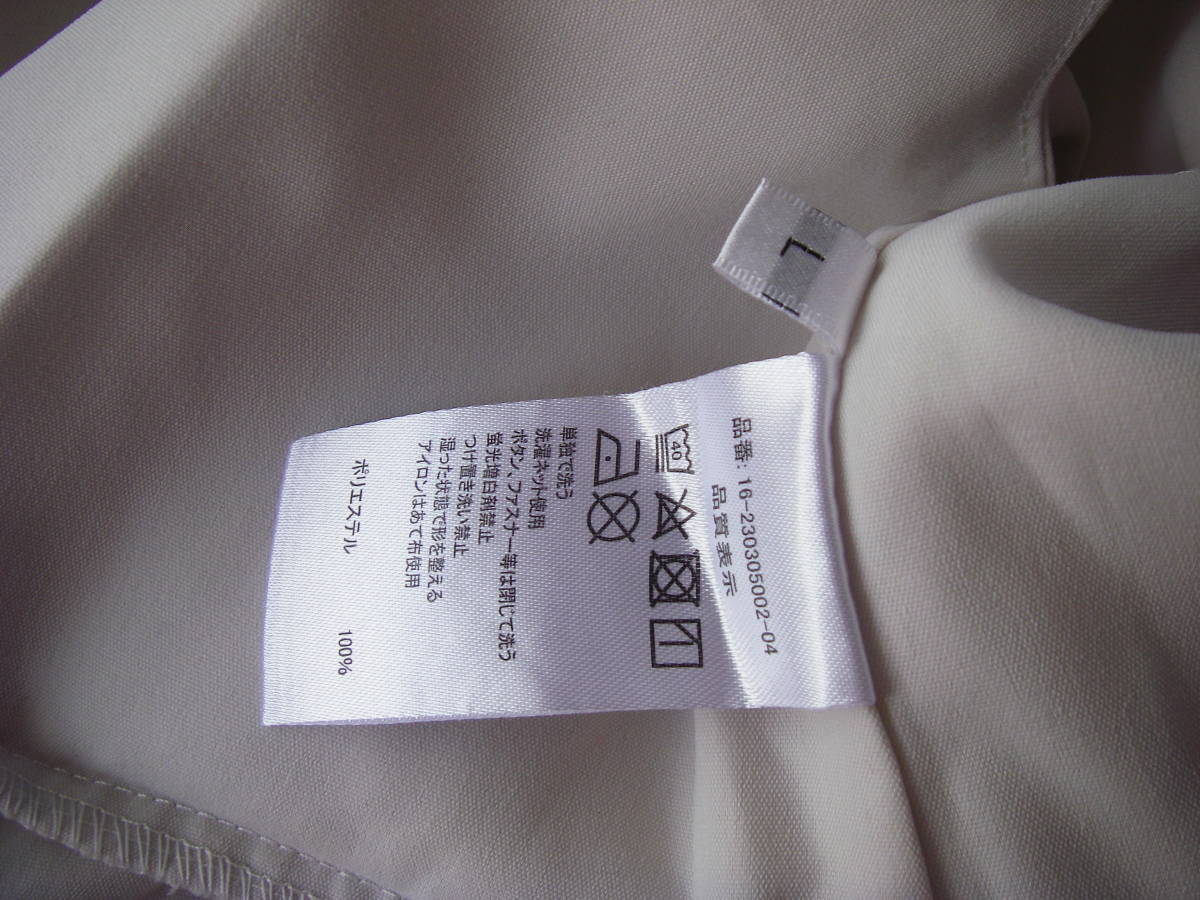 L
品番: 16-230305002-04
品質表示
40
単独で洗う
洗濯ネット使用
ボタン、ファスナー等は閉じて洗う
蛍光増白剤禁止
つけ置き洗い禁止
湿った状態で形を整える
アイロンはあて布使用
ポリエステル 100%